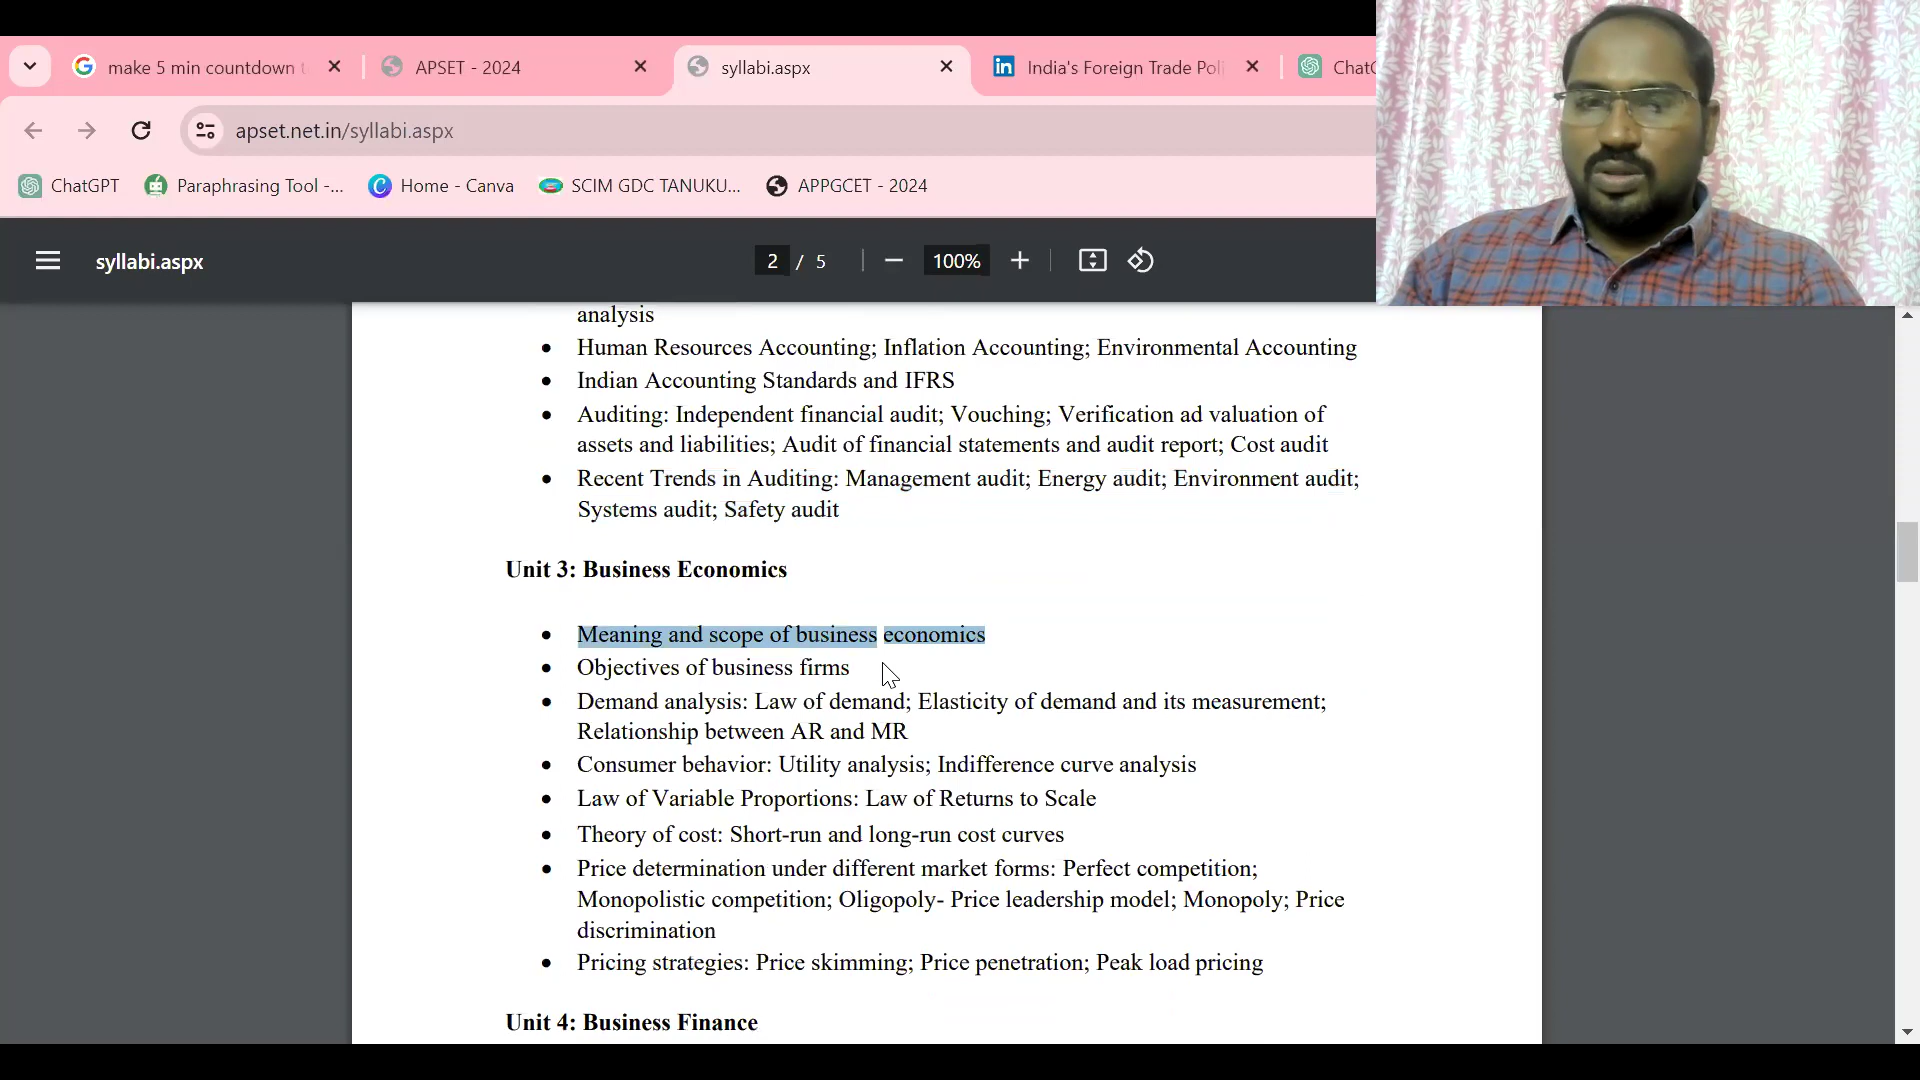 make 5 min countdown
APSET - 2024
syllabi.aspx
India's Foreign Trade Poli
ChatG
apset.net.in/syllabi.aspx
ChatGPT
Paraphrasing Tool -...
Home - Canva
SCIM GDC TANUKU...
APPGCET - 2024
syllabi.aspx
2 / 5
100%
analysis
• Human Resources Accounting; Inflation Accounting; Environmental Accounting
• Indian Accounting Standards and IFRS
• Auditing: Independent financial audit; Vouching; Verification ad valuation of
assets and liabilities; Audit of financial statements and audit report; Cost audit
• Recent Trends in Auditing: Management audit; Energy audit; Environment audit;
Systems audit; Safety audit
Unit 3: Business Economics
• Meaning and scope of business economics
• Objectives of business firms
• Demand analysis: Law of demand; Elasticity of demand and its measurement;
Relationship between AR and MR
• Consumer behavior: Utility analysis; Indifference curve analysis
• Law of Variable Proportions: Law of Returns to Scale
• Theory of cost: Short-run and long-run cost curves
• Price determination under different market forms: Perfect competition;
Monopolistic competition; Oligopoly- Price leadership model; Monopoly; Price
discrimination
• Pricing strategies: Price skimming; Price penetration; Peak load pricing
Unit 4: Business Finance